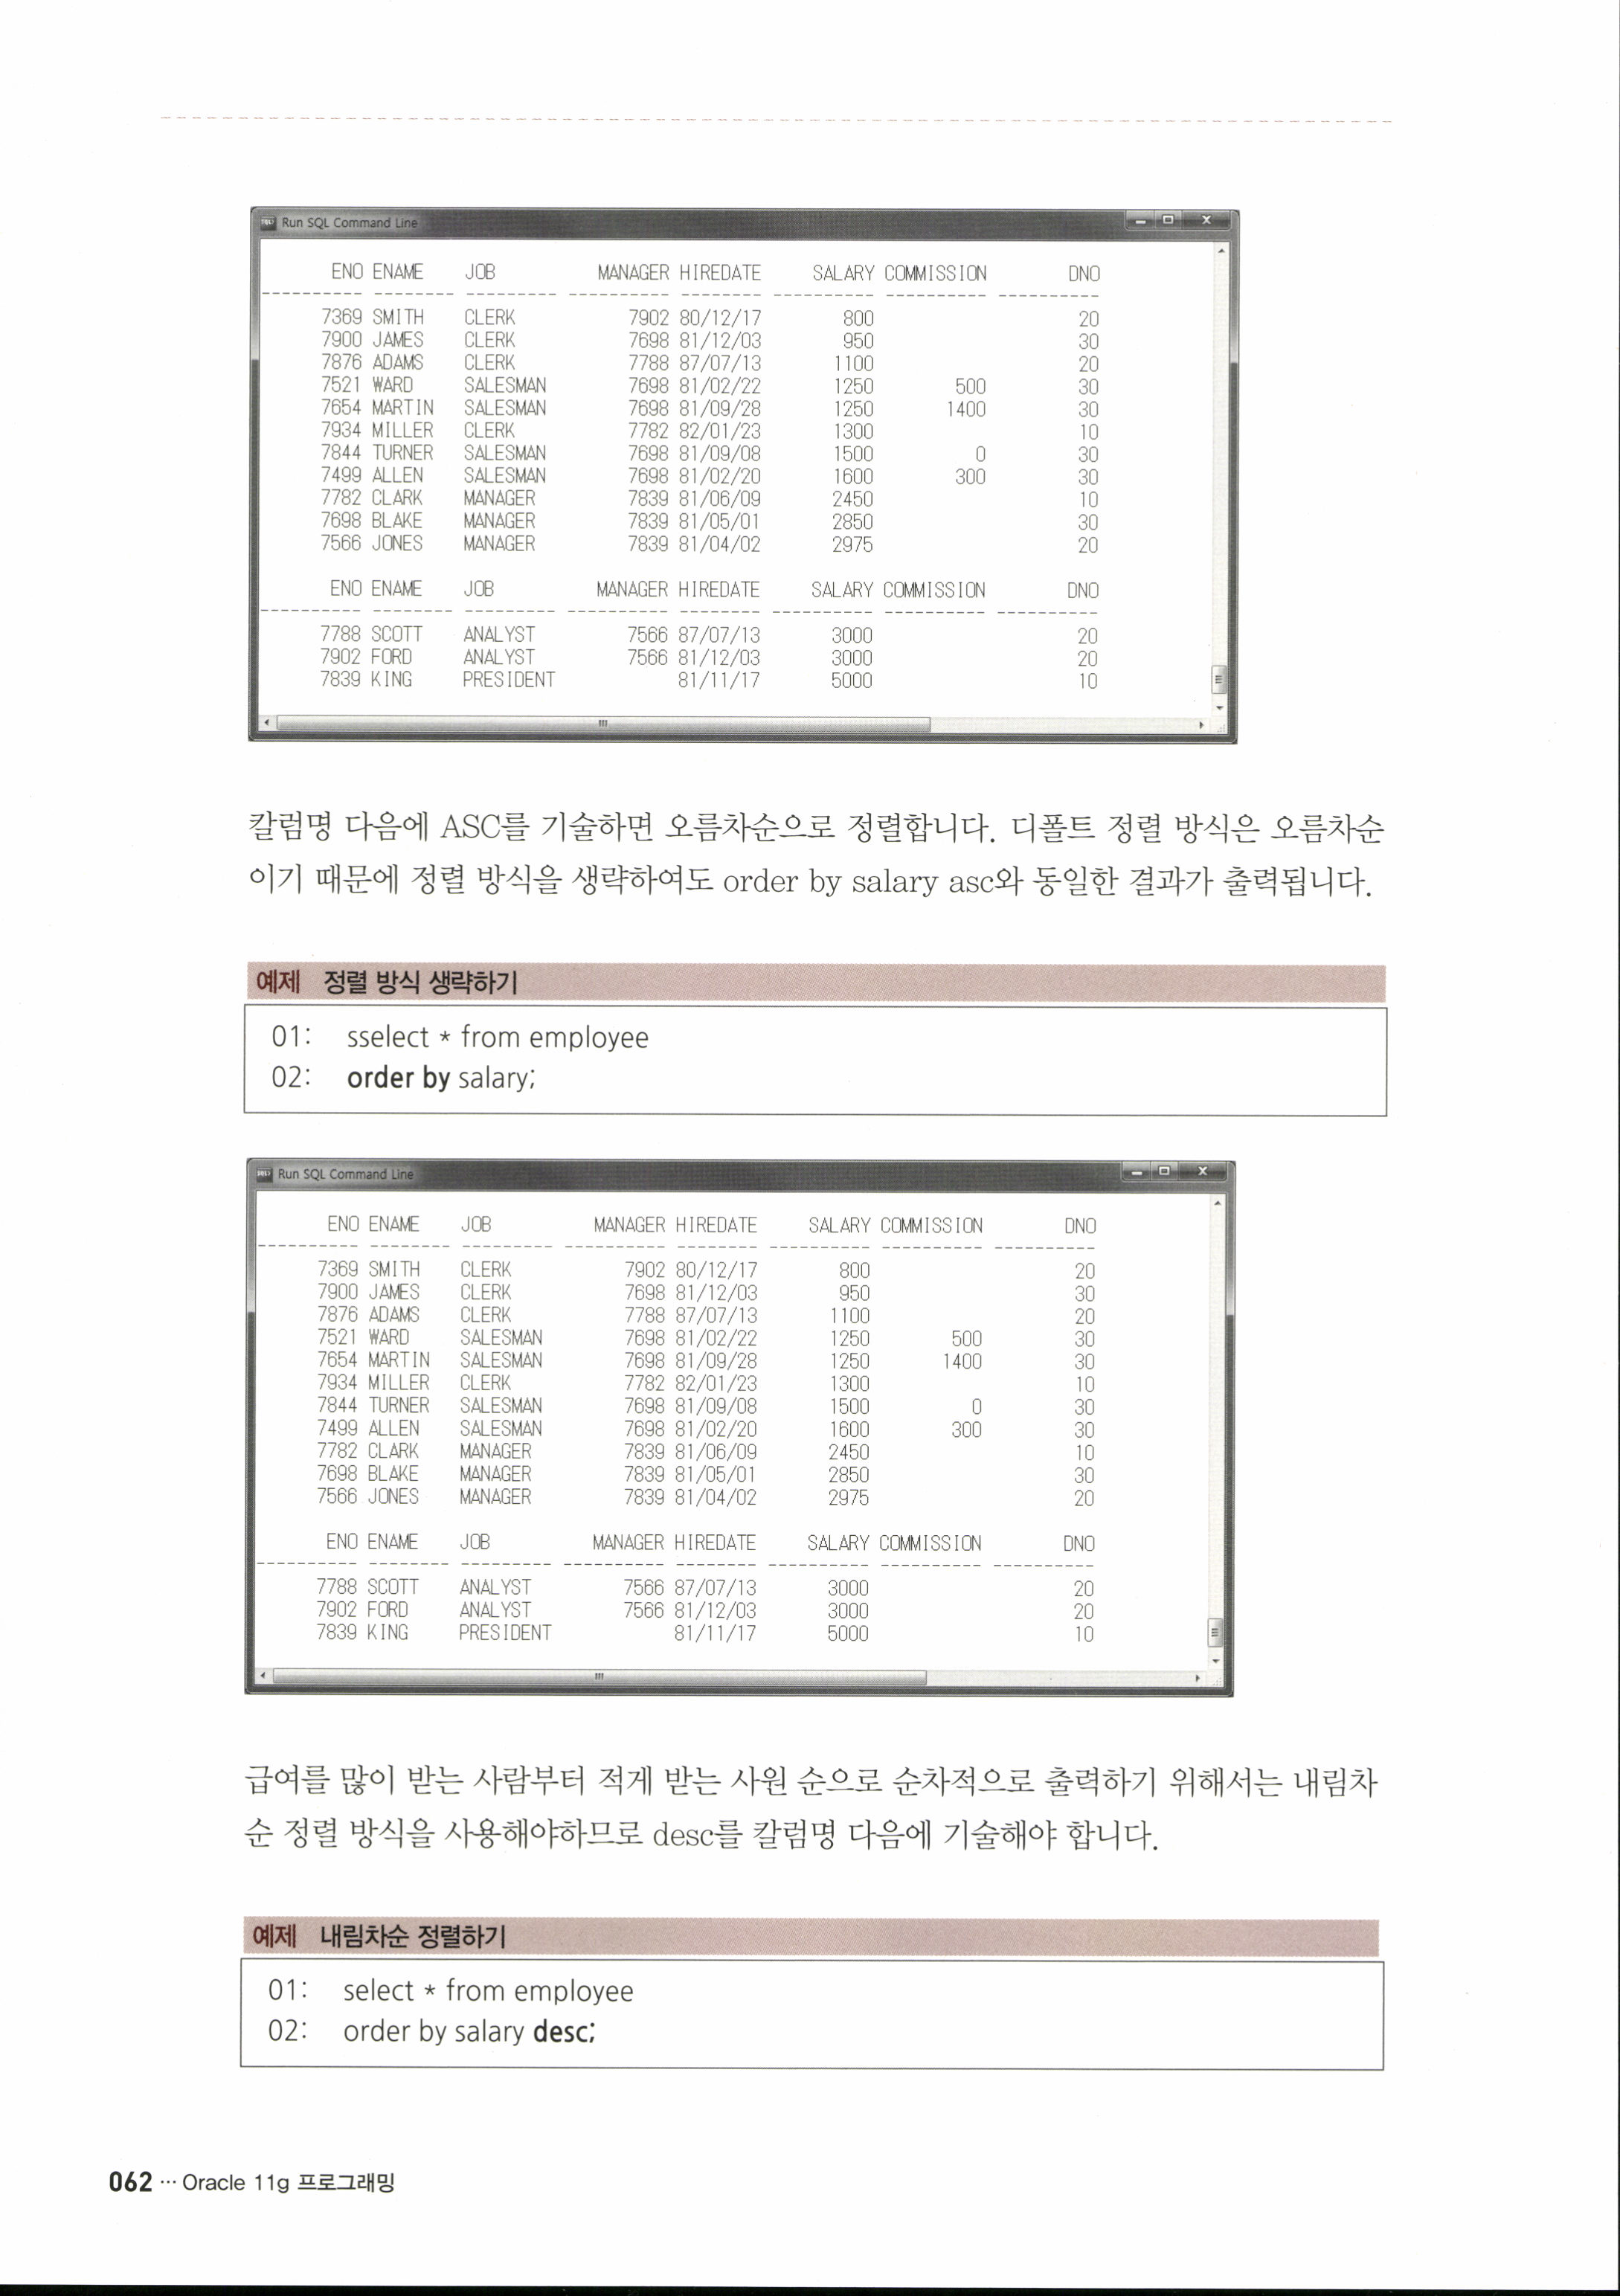 Run SQL Command Line
ENO ENAME JOB MANAGER HIREDATE SALARY COMMISSION DNO
---------- -------- --------- ---------- -------- ---------- ---------- ----------
7369 SMITH CLERK 7902 80/12/17 800 20
7900 JAMES CLERK 7698 81/12/03 950 30
7876 ADAMS CLERK 7788 87/07/13 1100 20
7521 WARD SALESMAN 7698 81/02/22 1250 500 30
7654 MARTIN SALESMAN 7698 81/09/28 1250 1400 30
7934 MILLER CLERK 7782 82/01/23 1300 10
7844 TURNER SALESMAN 7698 81/09/08 1500 0 30
7499 ALLEN SALESMAN 7698 81/02/20 1600 300 30
7782 CLARK MANAGER 7839 81/06/09 2450 10
7698 BLAKE MANAGER 7839 81/05/01 2850 30
7566 JONES MANAGER 7839 81/04/02 2975 20
ENO ENAME JOB MANAGER HIREDATE SALARY COMMISSION DNO
---------- -------- --------- ---------- -------- ---------- ---------- ----------
7788 SCOTT ANALYST 7566 87/07/13 3000 20
7902 FORD ANALYST 7566 81/12/03 3000 20
7839 KING PRESIDENT 81/11/17 5000 10
칼럼명 다음에 ASC를 기술하면 오름차순으로 정렬합니다. 디폴트 정렬 방식은 오름차순
이기 때문에 정렬 방식을 생략하여도 order by salary asc와 동일한 결과가 출력됩니다.
예제 정렬 방식 생략하기
01: sselect * from employee
02: order by salary;
Run SQL Command Line
ENO ENAME JOB MANAGER HIREDATE SALARY COMMISSION DNO
---------- -------- --------- ---------- -------- ---------- ---------- ----------
7369 SMITH CLERK 7902 80/12/17 800 20
7900 JAMES CLERK 7698 81/12/03 950 30
7876 ADAMS CLERK 7788 87/07/13 1100 20
7521 WARD SALESMAN 7698 81/02/22 1250 500 30
7654 MARTIN SALESMAN 7698 81/09/28 1250 1400 30
7934 MILLER CLERK 7782 82/01/23 1300 10
7844 TURNER SALESMAN 7698 81/09/08 1500 0 30
7499 ALLEN SALESMAN 7698 81/02/20 1600 300 30
7782 CLARK MANAGER 7839 81/06/09 2450 10
7698 BLAKE MANAGER 7839 81/05/01 2850 30
7566 JONES MANAGER 7839 81/04/02 2975 20
ENO ENAME JOB MANAGER HIREDATE SALARY COMMISSION DNO
---------- -------- --------- ---------- -------- ---------- ---------- ----------
7788 SCOTT ANALYST 7566 87/07/13 3000 20
7902 FORD ANALYST 7566 81/12/03 3000 20
7839 KING PRESIDENT 81/11/17 5000 10
급여를 많이 받는 사람부터 적게 받는 사원 순으로 순차적으로 출력하기 위해서는 내림차
순 정렬 방식을 사용해야하므로 desc를 칼럼명 다음에 기술해야 합니다.
예제 내림차순 정렬하기
01: select * from employee
02: order by salary desc;
062 ··· Oracle 11g 프로그래밍